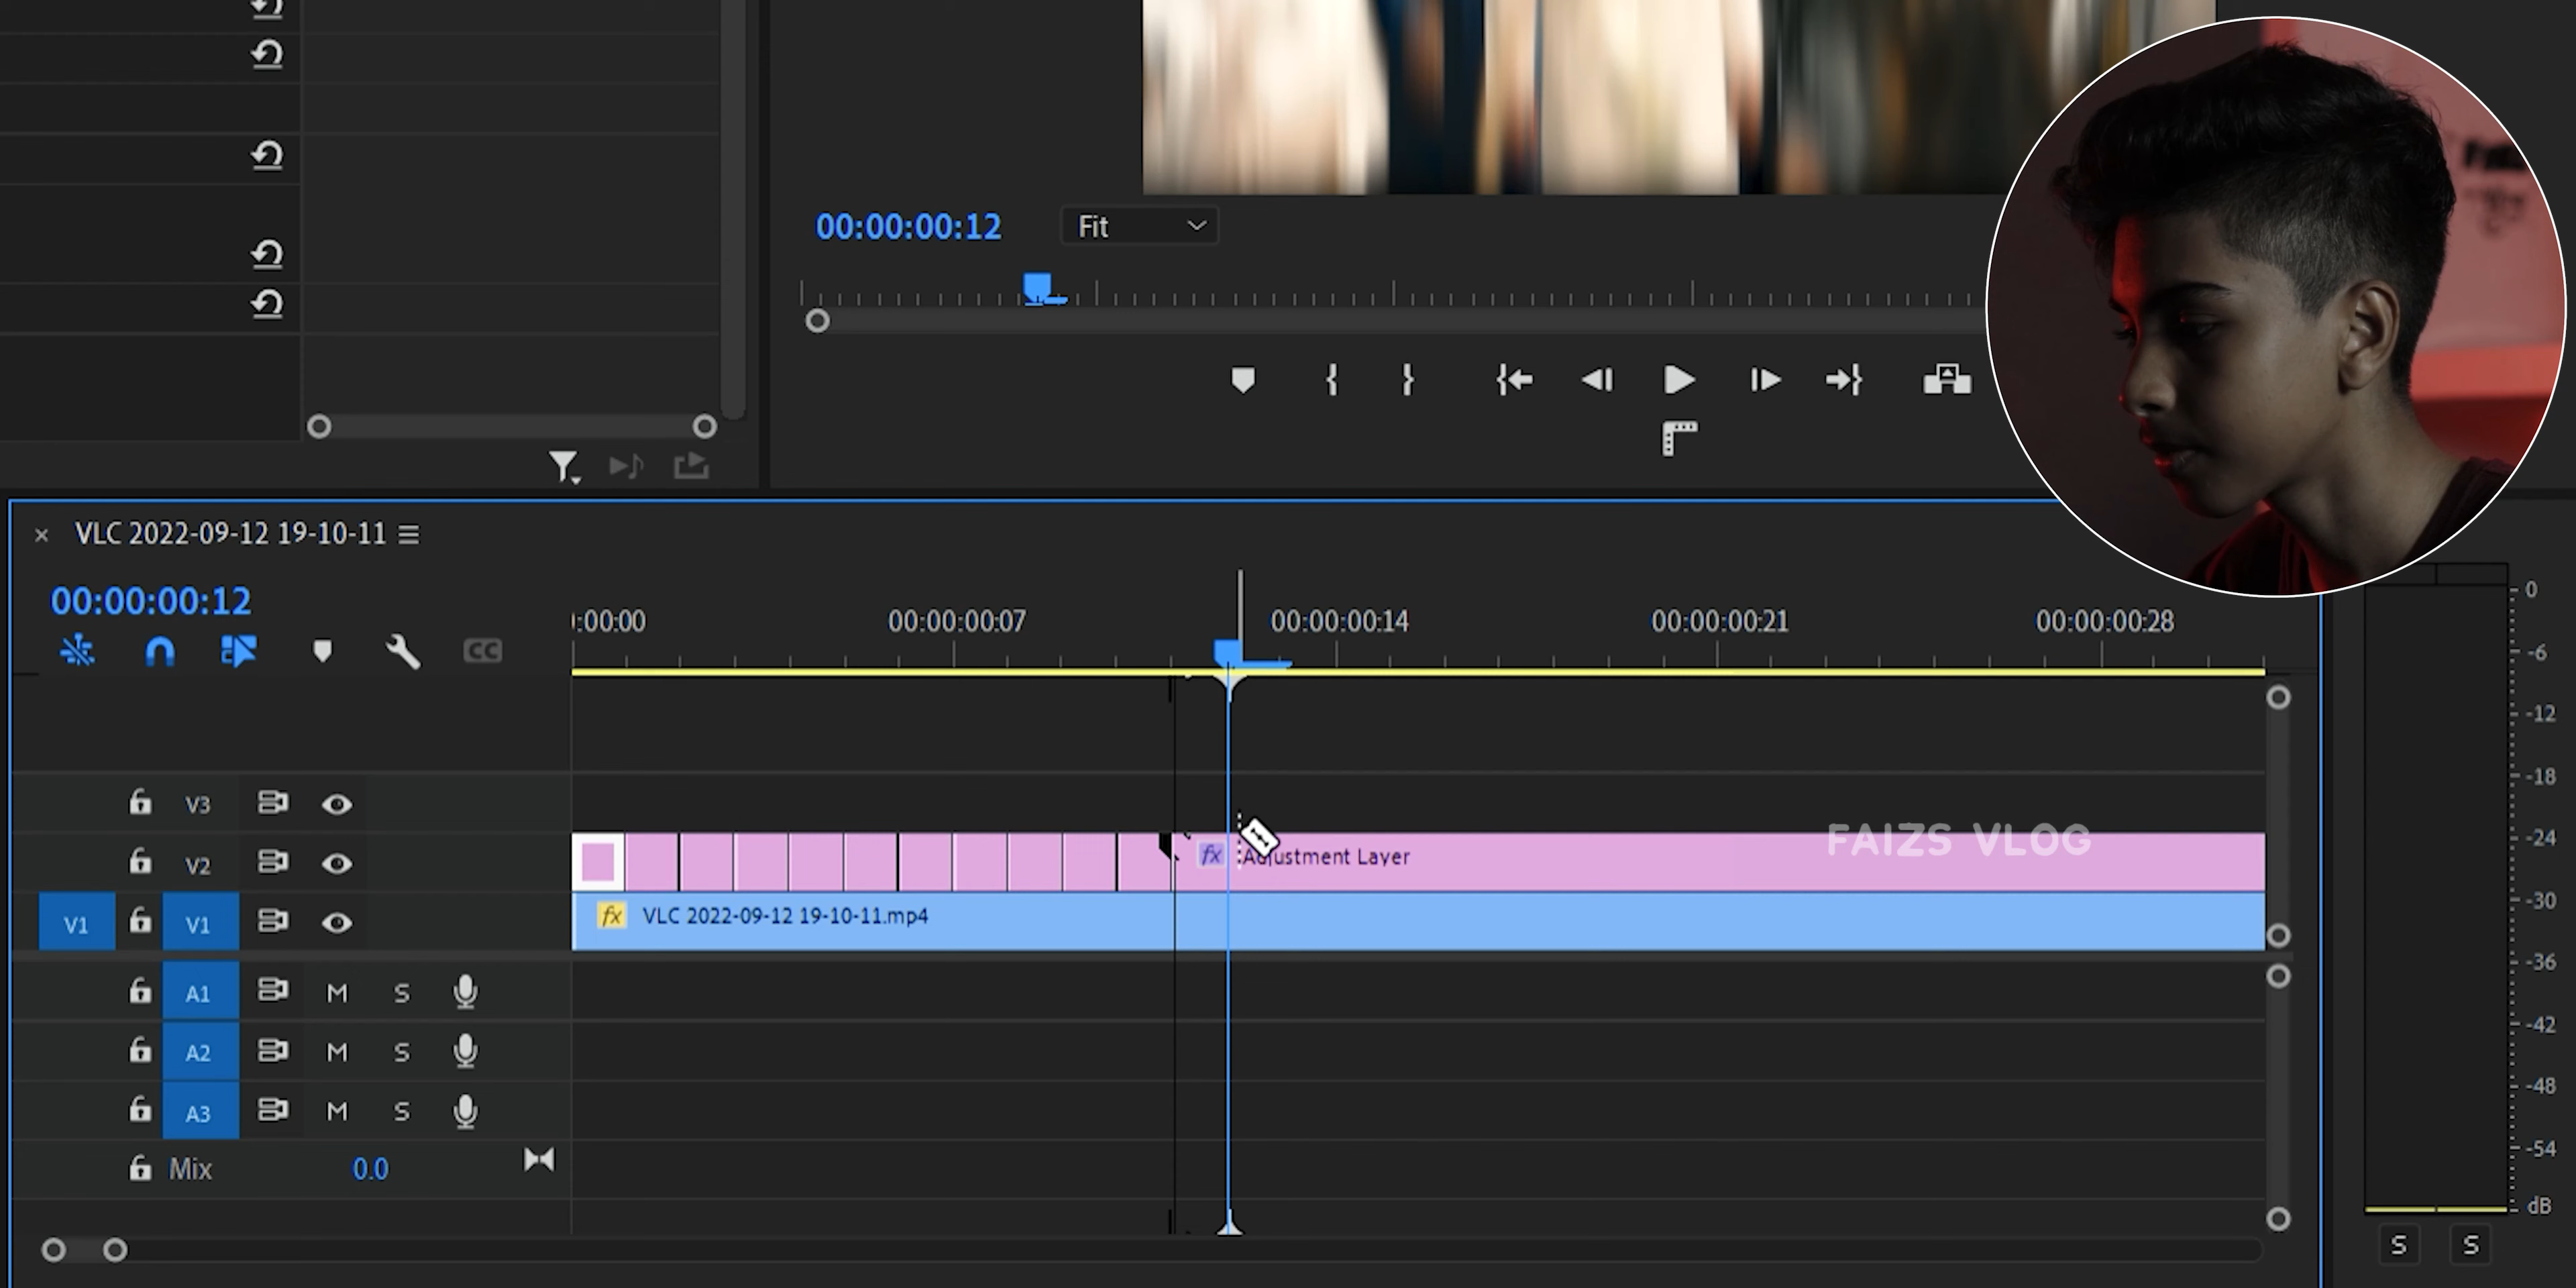 00:00:00:12
Fit
VLC 2022-09-12 19-10-11
00:00:00:12
:00:00
00:00:00:07
00:00:00:14
00:00:00:21
00:00:00:28
CC
V3
V2
fx
Adjustment Layer
FAIZS VLOG
V1
V1
fx
VLC 2022-09-12 19-10-11.mp4
A1
M
S
A2
M
S
A3
M
S
Mix
0.0
0
-6
-12
-18
-24
-30
-36
-42
-48
-54
dB
S
S